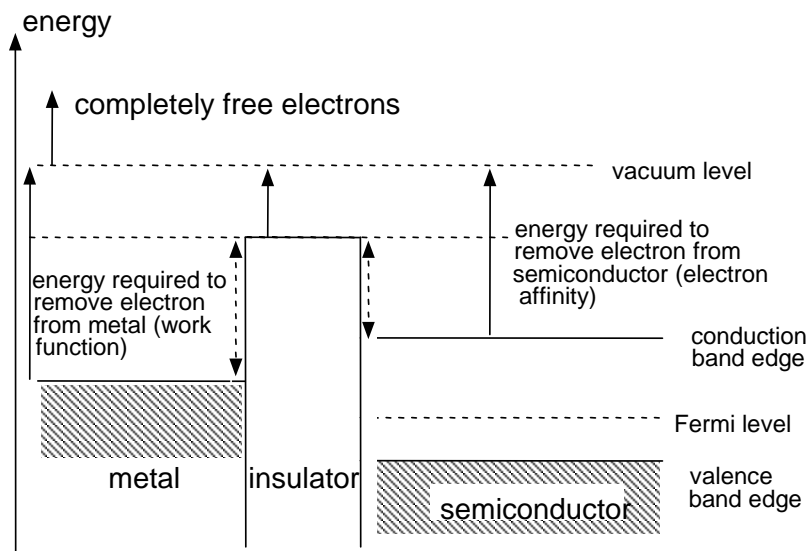 energy
completely free electrons
vacuum level
energy required to
remove electron from
semiconductor (electron
affinity)
energy required to
remove electron
from metal (work
function)
conduction
band edge
Fermi level
metal
insulator
semiconductor
valence
band edge